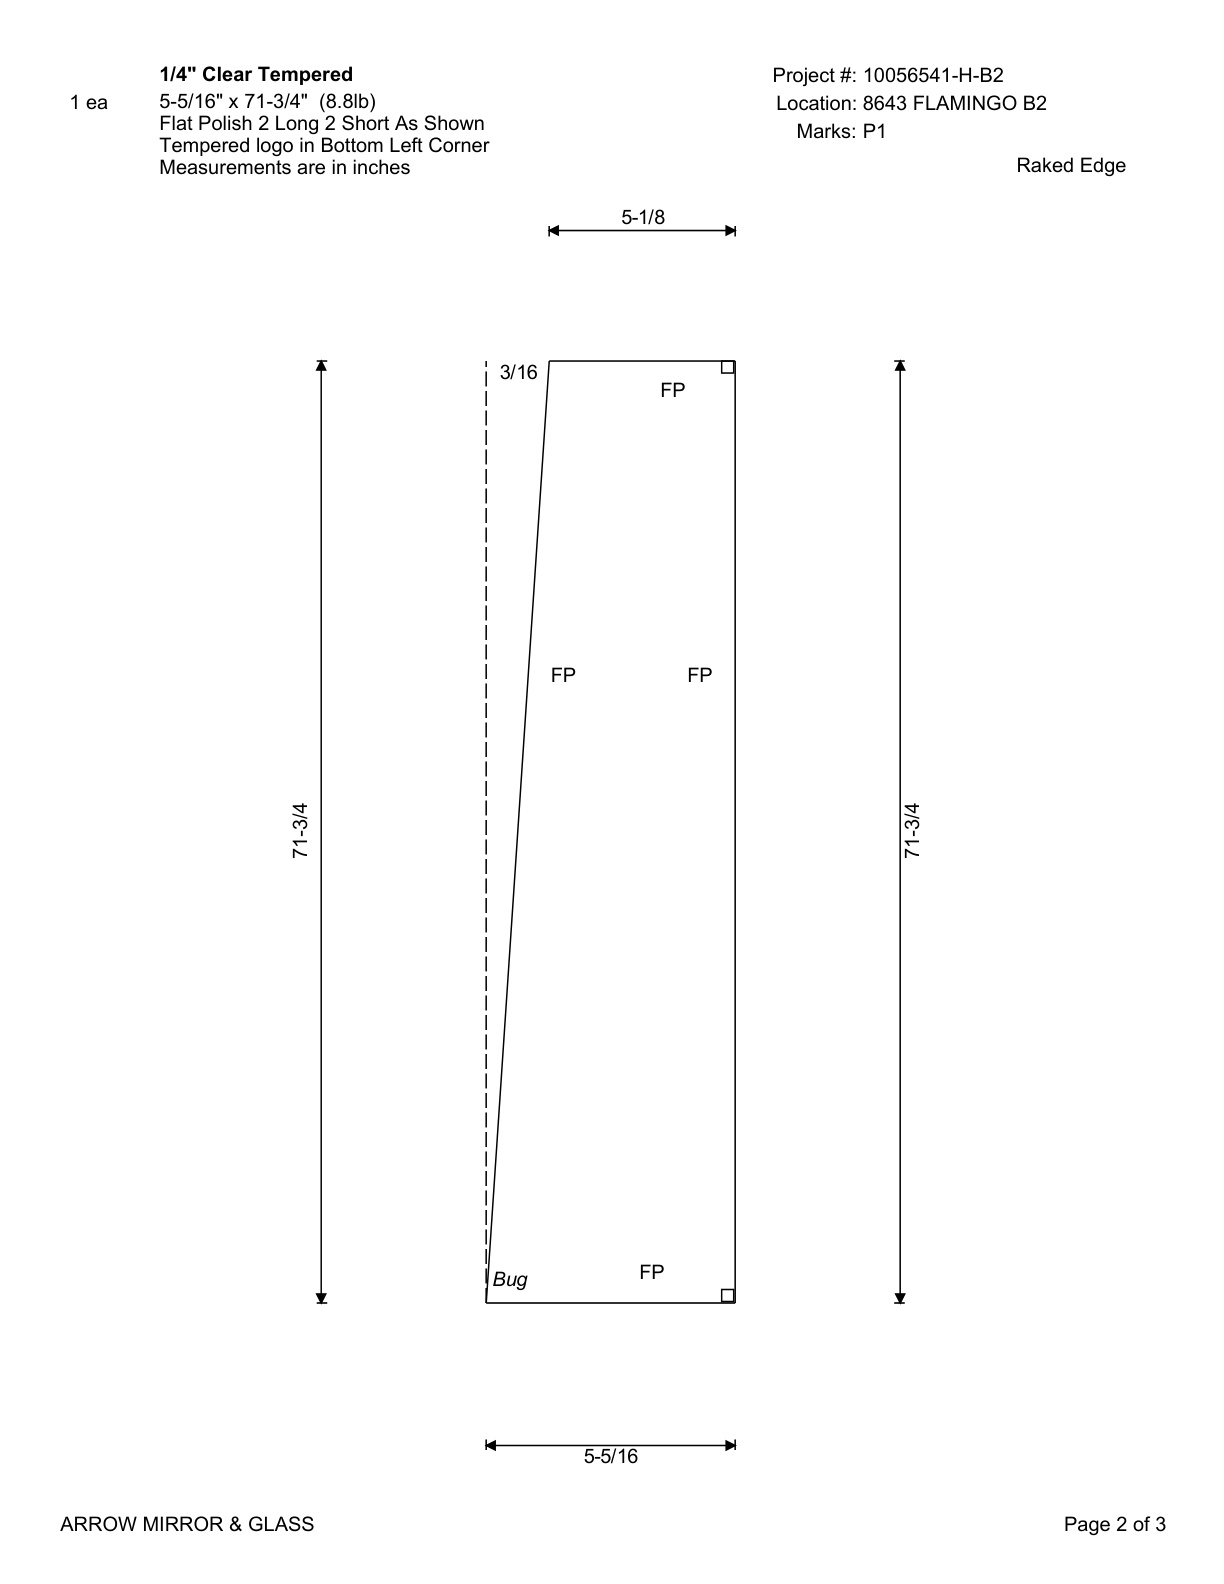 1/4" Clear Tempered
1 ea
5-5/16" x 71-3/4" (8.8lb)
Flat Polish 2 Long 2 Short As Shown
Tempered logo in Bottom Left Corner
Measurements are in inches
Project #: 10056541-H-B2
Location: 8643 FLAMINGO B2
Marks: P1
Raked Edge
5-1/8
3/16
FP
FP
FP
71-3/4
71-3/4
FP
Bug
5-5/16
ARROW MIRROR & GLASS
Page 2 of 3